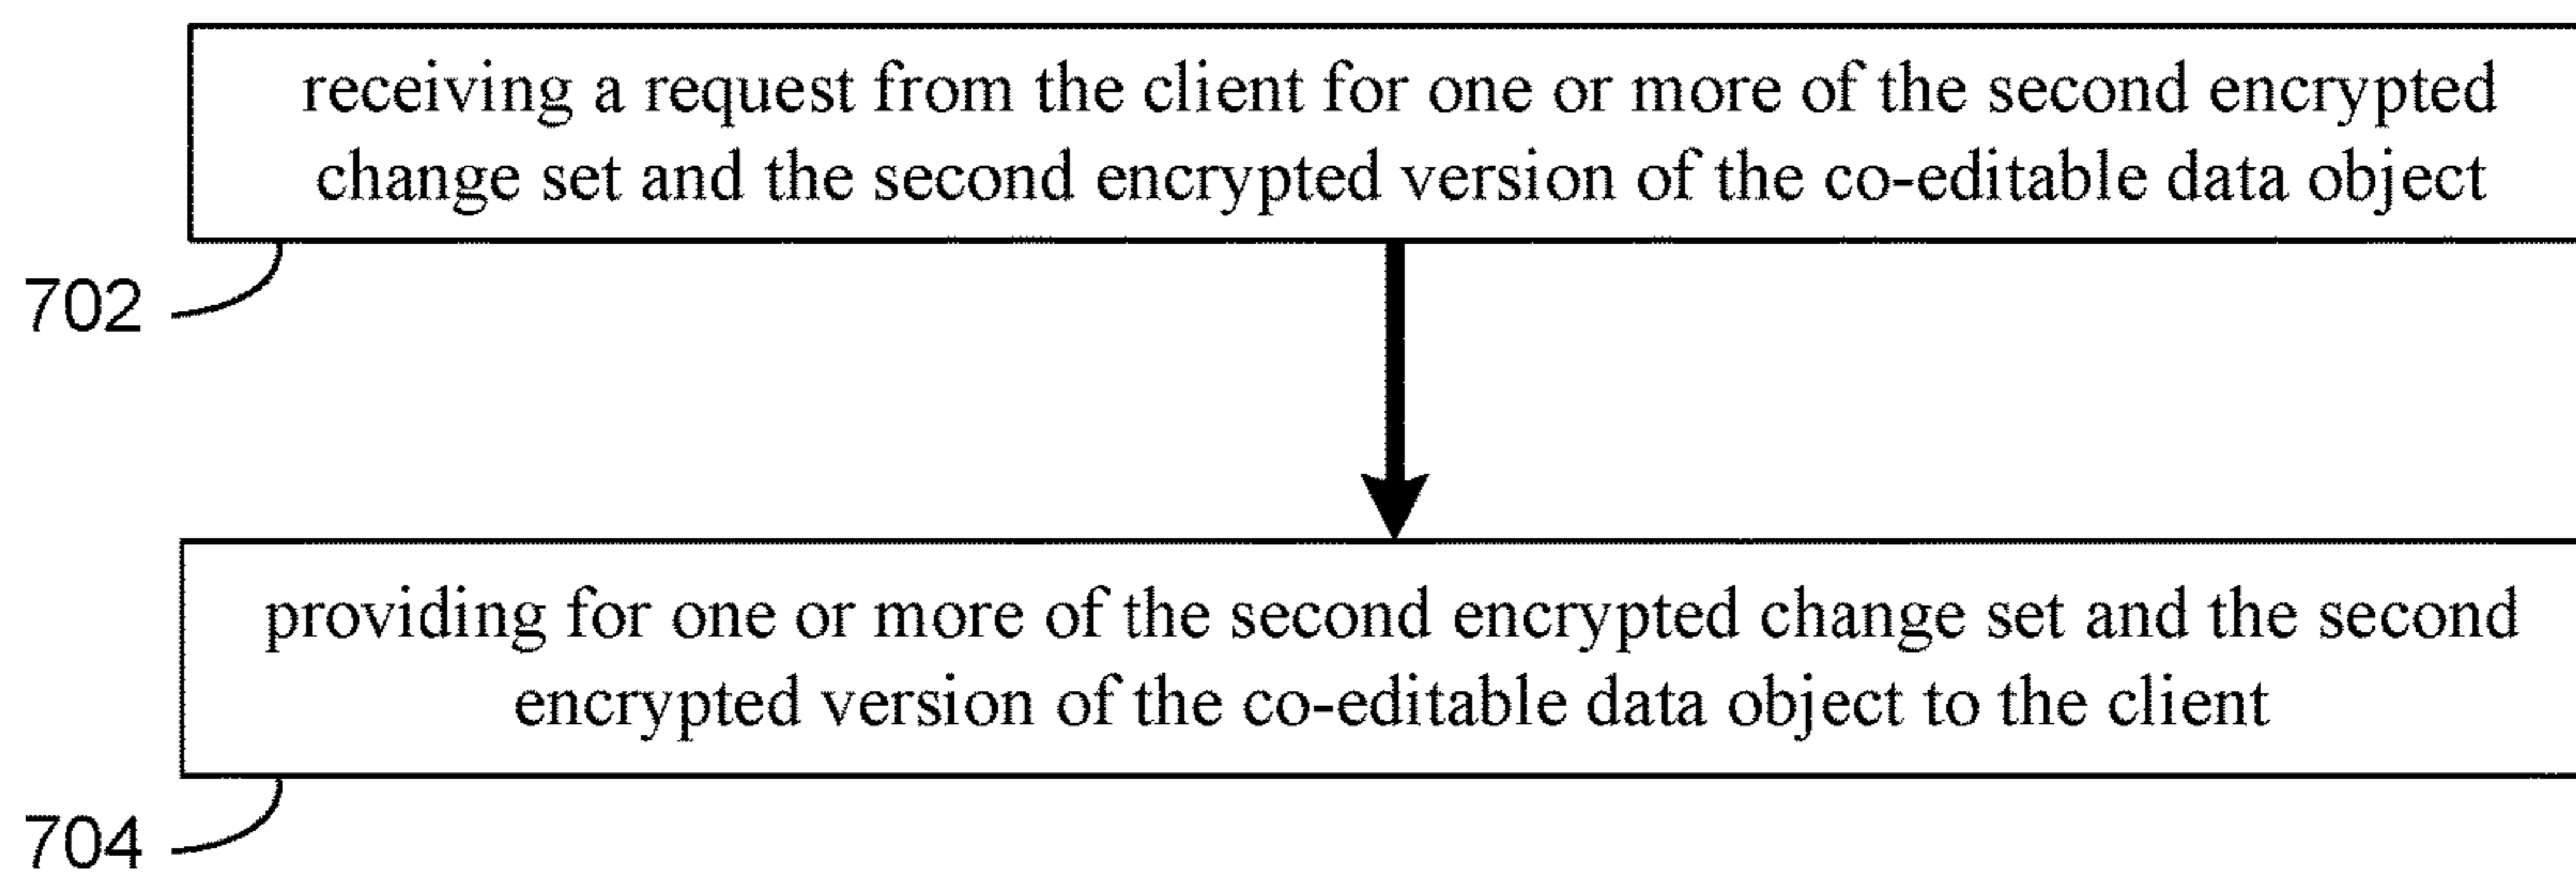 receiving a request from the client for one or more of the second encrypted
change set and the second encrypted version of the co-editable data object
702
providing for one or more of the second encrypted change set and the second
encrypted version of the co-editable data object to the client
704